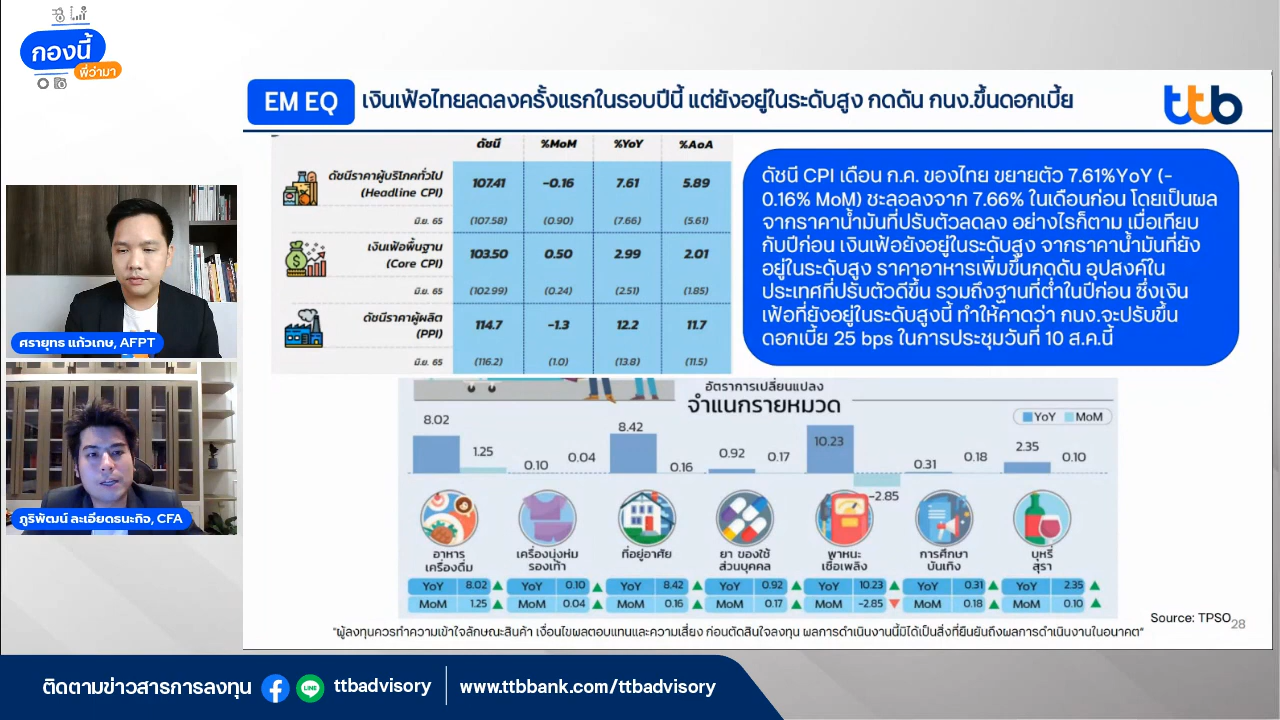 กองนี้
พี่ว่ามา
EM EQ
เงินเฟ้อไทยลดลงครั้งแรกในรอบปีนี้ แต่ยังอยู่ในระดับสูง กดดัน กนง.ขึ้นดอกเบี้ย
ttb
ดัชนี %MoM %YoY %AoA
ดัชนีราคาผู้บริโภคทั่วไป
(Headline CPI)
107.41 -0.16 7.61 5.89
มิ.ย. 65 (107.58) (0.90) (7.66) (5.61)
เงินเฟ้อพื้นฐาน
(Core CPI)
103.50 0.50 2.99 2.01
มิ.ย. 65 (102.99) (0.24) (2.51) (1.85)
ดัชนีราคาผู้ผลิต
(PPI)
114.7 -1.3 12.2 11.7
มิ.ย. 65 (116.2) (1.0) (13.8) (11.5)
ดัชนี CPI เดือน ก.ค. ของไทย ขยายตัว 7.61%YoY (-
0.16% MoM) ชะลอลงจาก 7.66% ในเดือนก่อน โดยเป็นผล
จากราคาน้ำมันที่ปรับตัวลดลง อย่างไรก็ตาม เมื่อเทียบ
กับปีก่อน เงินเฟ้อยังอยู่ในระดับสูง จากราคาน้ำมันที่ยัง
อยู่ในระดับสูง ราคาอาหารเพิ่มขึ้นกดดัน อุปสงค์ใน
ประเทศที่ปรับตัวดีขึ้น รวมถึงฐานที่ต่ำในปีก่อน ซึ่งเงิน
เฟ้อที่ยังอยู่ในระดับสูงนี้ ทำให้คาดว่า กนง.จะปรับขึ้น
ดอกเบี้ย 25 bps ในการประชุมวันที่ 10 ส.ค.นี้
ศรายุทธ แก้วเกษ, AFPT
ภูริพัฒน์ ละเอียดธนะกิจ, CFA
อัตราการเปลี่ยนแปลง
จำแนกรายหมวด
YoY MoM
8.02 1.25 0.10 0.04 8.42 0.16 0.92 0.17 10.23 -2.85 0.31 0.18 2.35 0.10
อาหาร เครื่องนุ่งห่ม ที่อยู่อาศัย ยา ของใช้ พาหนะ การศึกษา บุหรี่
เครื่องดื่ม รองเท้า ส่วนบุคคล เชื้อเพลิง บันเทิง สุรา
YoY 8.02 ▲ YoY 0.10 ▲ YoY 8.42 ▲ YoY 0.92 ▲ YoY 10.23 ▲ YoY 0.31 ▲ YoY 2.35 ▲
MoM 1.25 ▲ MoM 0.04 ▲ MoM 0.16 ▲ MoM 0.17 ▲ MoM -2.85 ▼ MoM 0.18 ▲ MoM 0.10 ▲
Source: TPSO
28
"ผู้ลงทุนควรทำความเข้าใจลักษณะสินค้า เงื่อนไขผลตอบแทนและความเสี่ยง ก่อนตัดสินใจลงทุน ผลการดำเนินงานนี้มิได้เป็นสิ่งที่ยืนยันถึงผลการดำเนินงานในอนาคต"
ติดตามข่าวสารการลงทุน
LINE
ttbadvisory
www.ttbbank.com/ttbadvisory